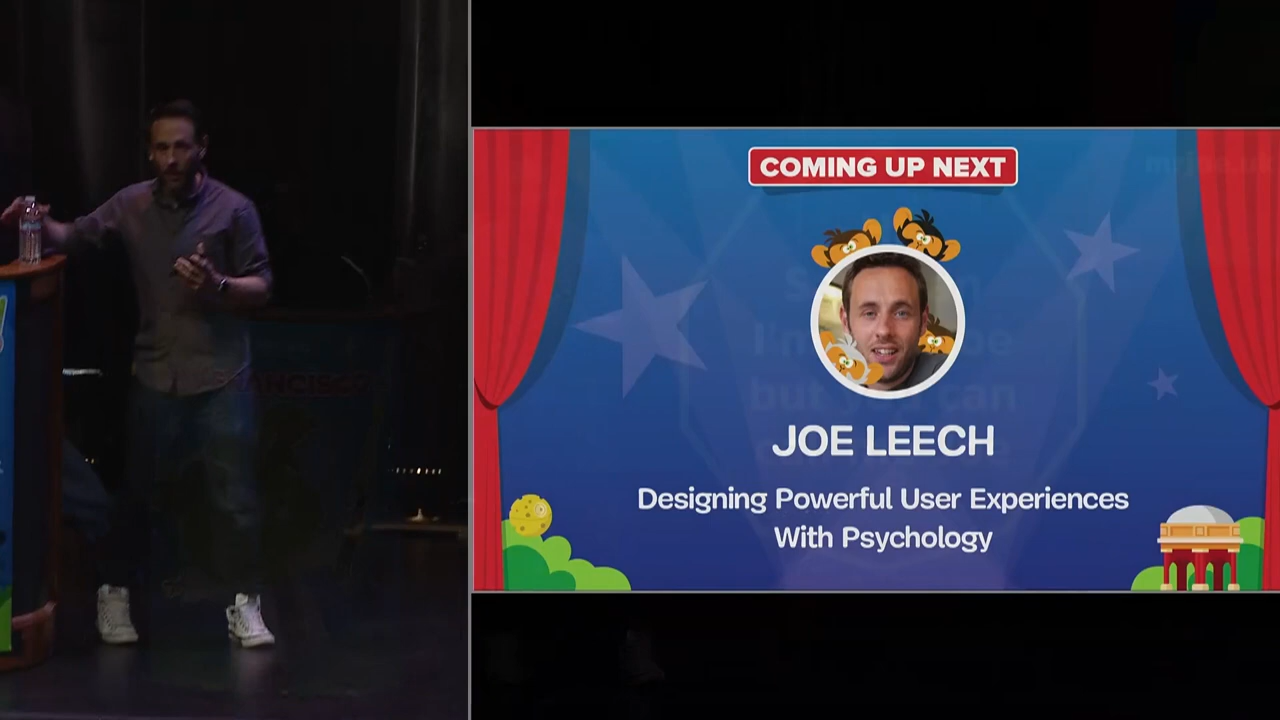 COMING UP NEXT
JOE LEECH
Designing Powerful User Experiences
With Psychology